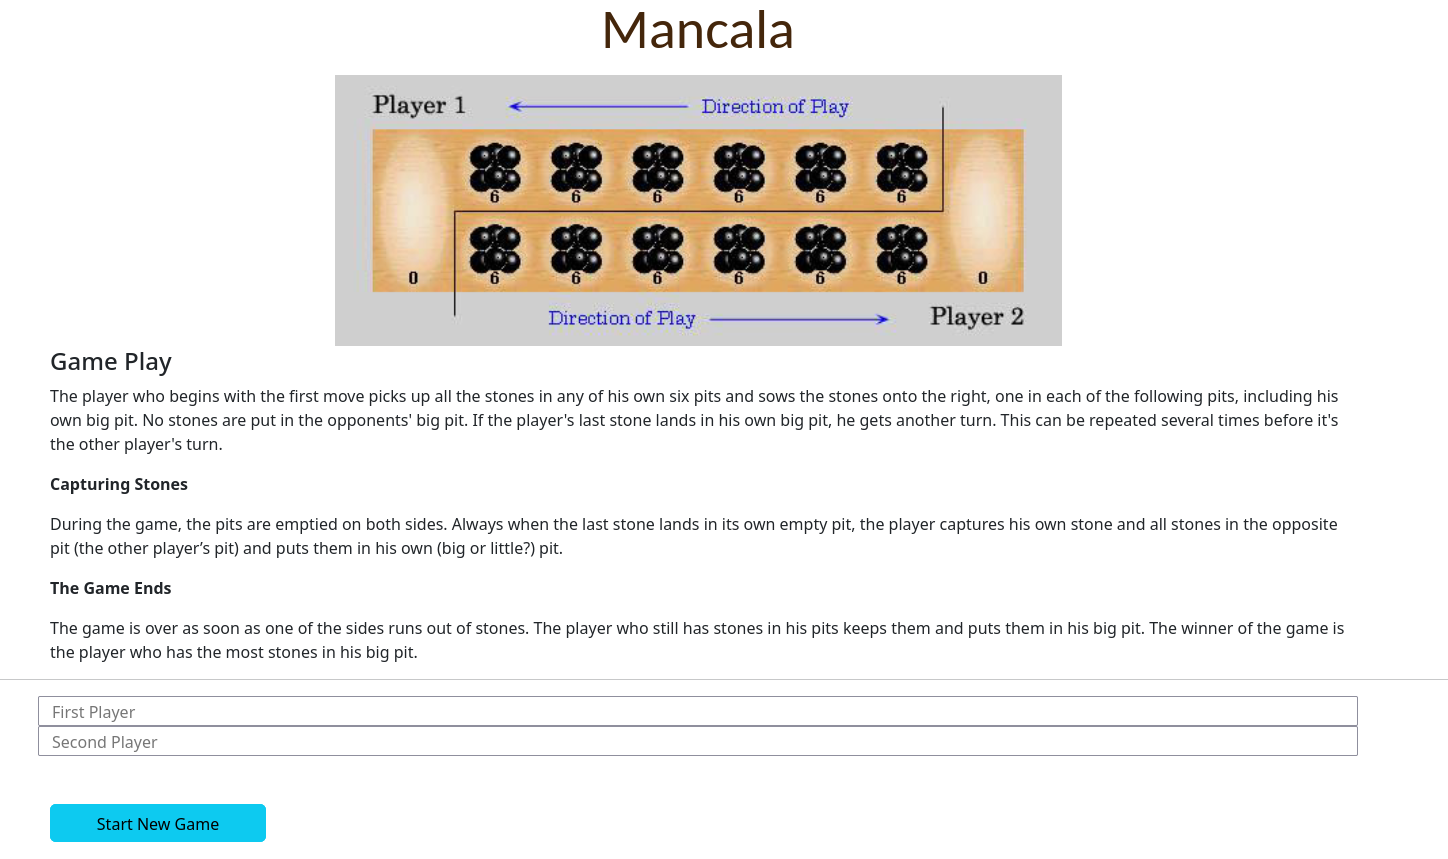 Mancala
Player 1
Direction of Play
6 6 6 6 6 6
0 6 6 6 6 6 6 0
Direction of Play
Player 2
Game Play
The player who begins with the first move picks up all the stones in any of his own six pits and sows the stones onto the right, one in each of the following pits, including his
own big pit. No stones are put in the opponents' big pit. If the player's last stone lands in his own big pit, he gets another turn. This can be repeated several times before it's
the other player's turn.
Capturing Stones
During the game, the pits are emptied on both sides. Always when the last stone lands in its own empty pit, the player captures his own stone and all stones in the opposite
pit (the other player’s pit) and puts them in his own (big or little?) pit.
The Game Ends
The game is over as soon as one of the sides runs out of stones. The player who still has stones in his pits keeps them and puts them in his big pit. The winner of the game is
the player who has the most stones in his big pit.
First Player
Second Player
Start New Game